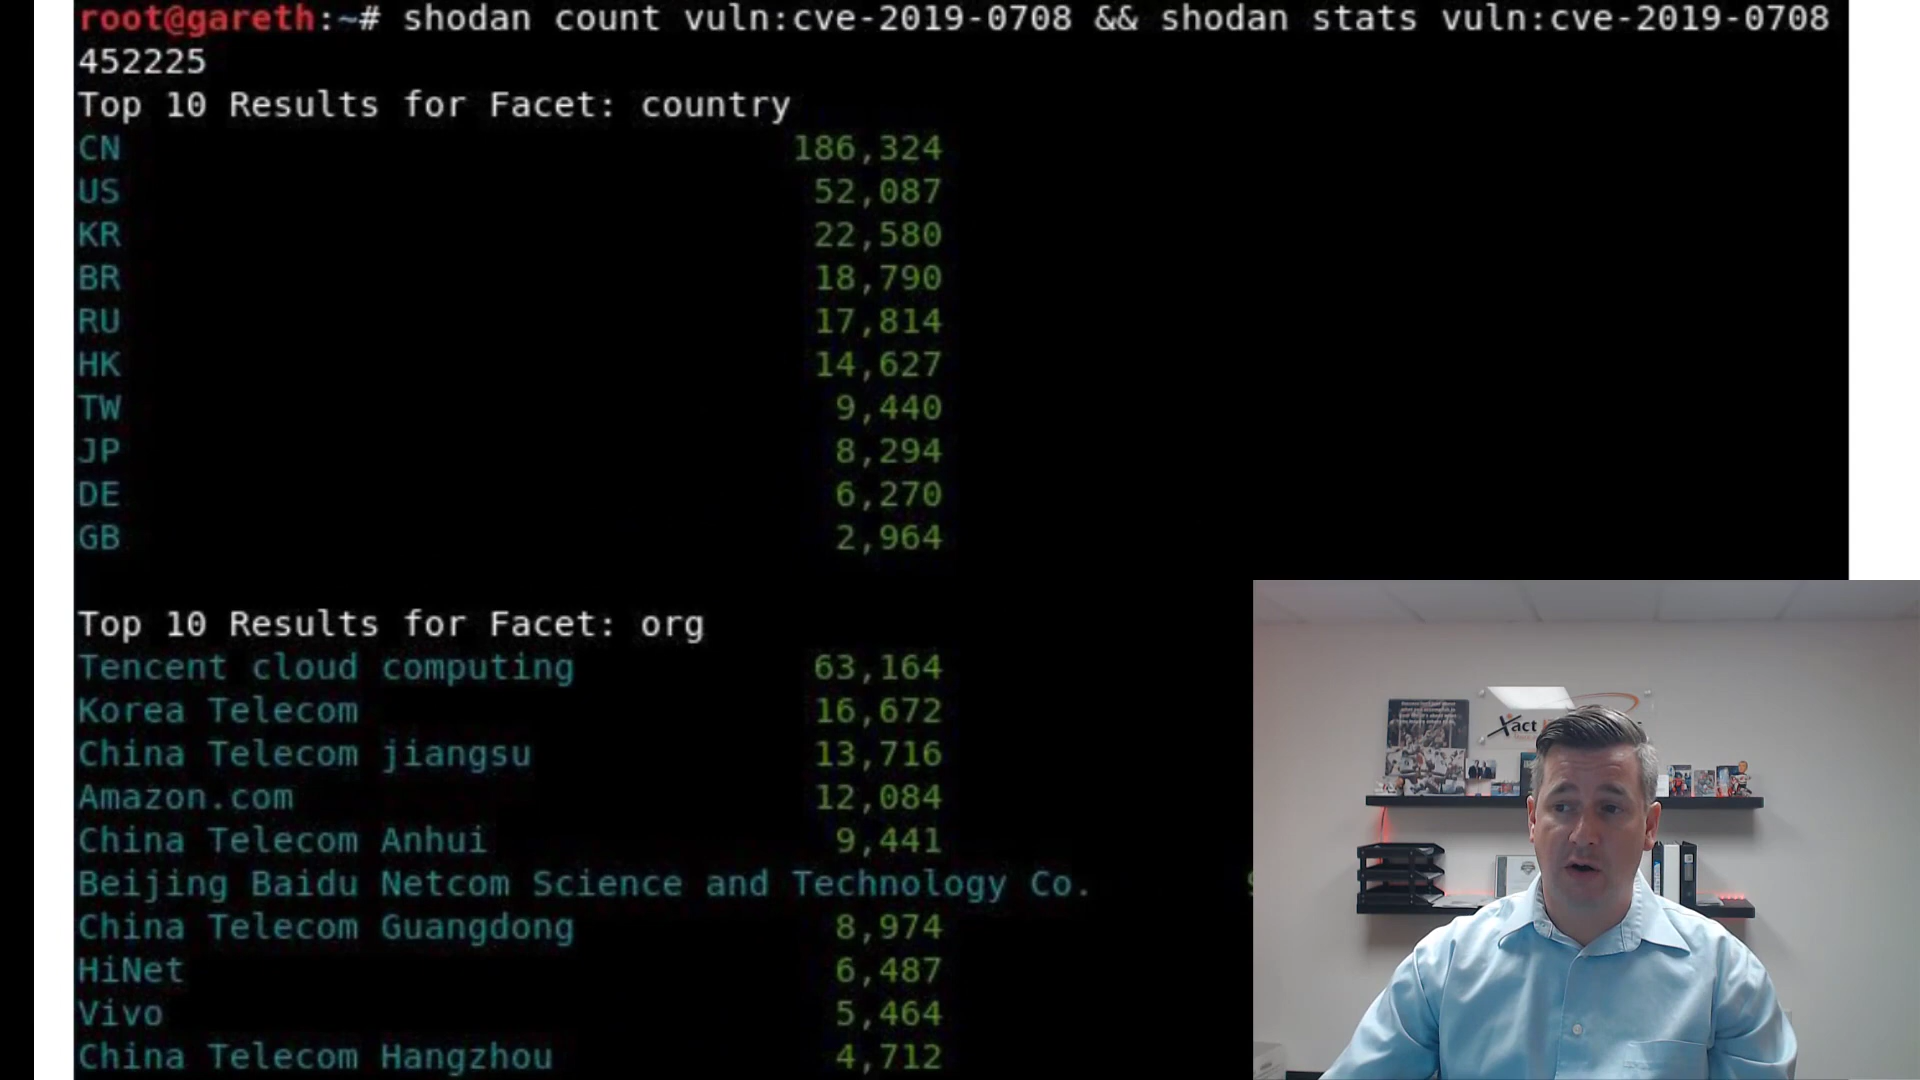 root@gareth:~# shodan count vuln:cve-2019-0708 && shodan stats vuln:cve-2019-0708
452225
Top 10 Results for Facet: country
CN 186,324
US 52,087
KR 22,580
BR 18,790
RU 17,814
HK 14,627
TW 9,440
JP 8,294
DE 6,270
GB 2,964
Top 10 Results for Facet: org
Tencent cloud computing 63,164
Korea Telecom 16,672
China Telecom jiangsu 13,716
Amazon.com 12,084
China Telecom Anhui 9,441
Beijing Baidu Netcom Science and Technology Co.
China Telecom Guangdong 8,974
HiNet 6,487
Vivo 5,464
China Telecom Hangzhou 4,712
Xact